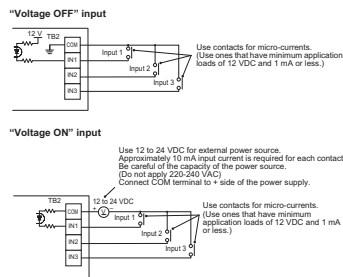 "Voltage OFF" input
12 V TB2
COM
IN1
IN2
IN3
Input 1
Input 2
Input 3
Use contacts for micro-currents.
(Use ones that have minimum application
loads of 12 VDC and 1 mA or less.)
"Voltage ON" input
Use 12 to 24 VDC for external power source.
Approximately 10 mA input current is required for each contact
Be careful of the capacity of the power source.
(Do not apply 220-240 VAC)
Connect COM terminal to + side of the power supply.
TB2
12 to 24 VDC
+ V -
COM
IN1
IN2
IN3
Input 1
Input 2
Input 3
Use contacts for micro-currents.
(Use ones that have minimum
application loads of 12 VDC and 1 mA
or less.)